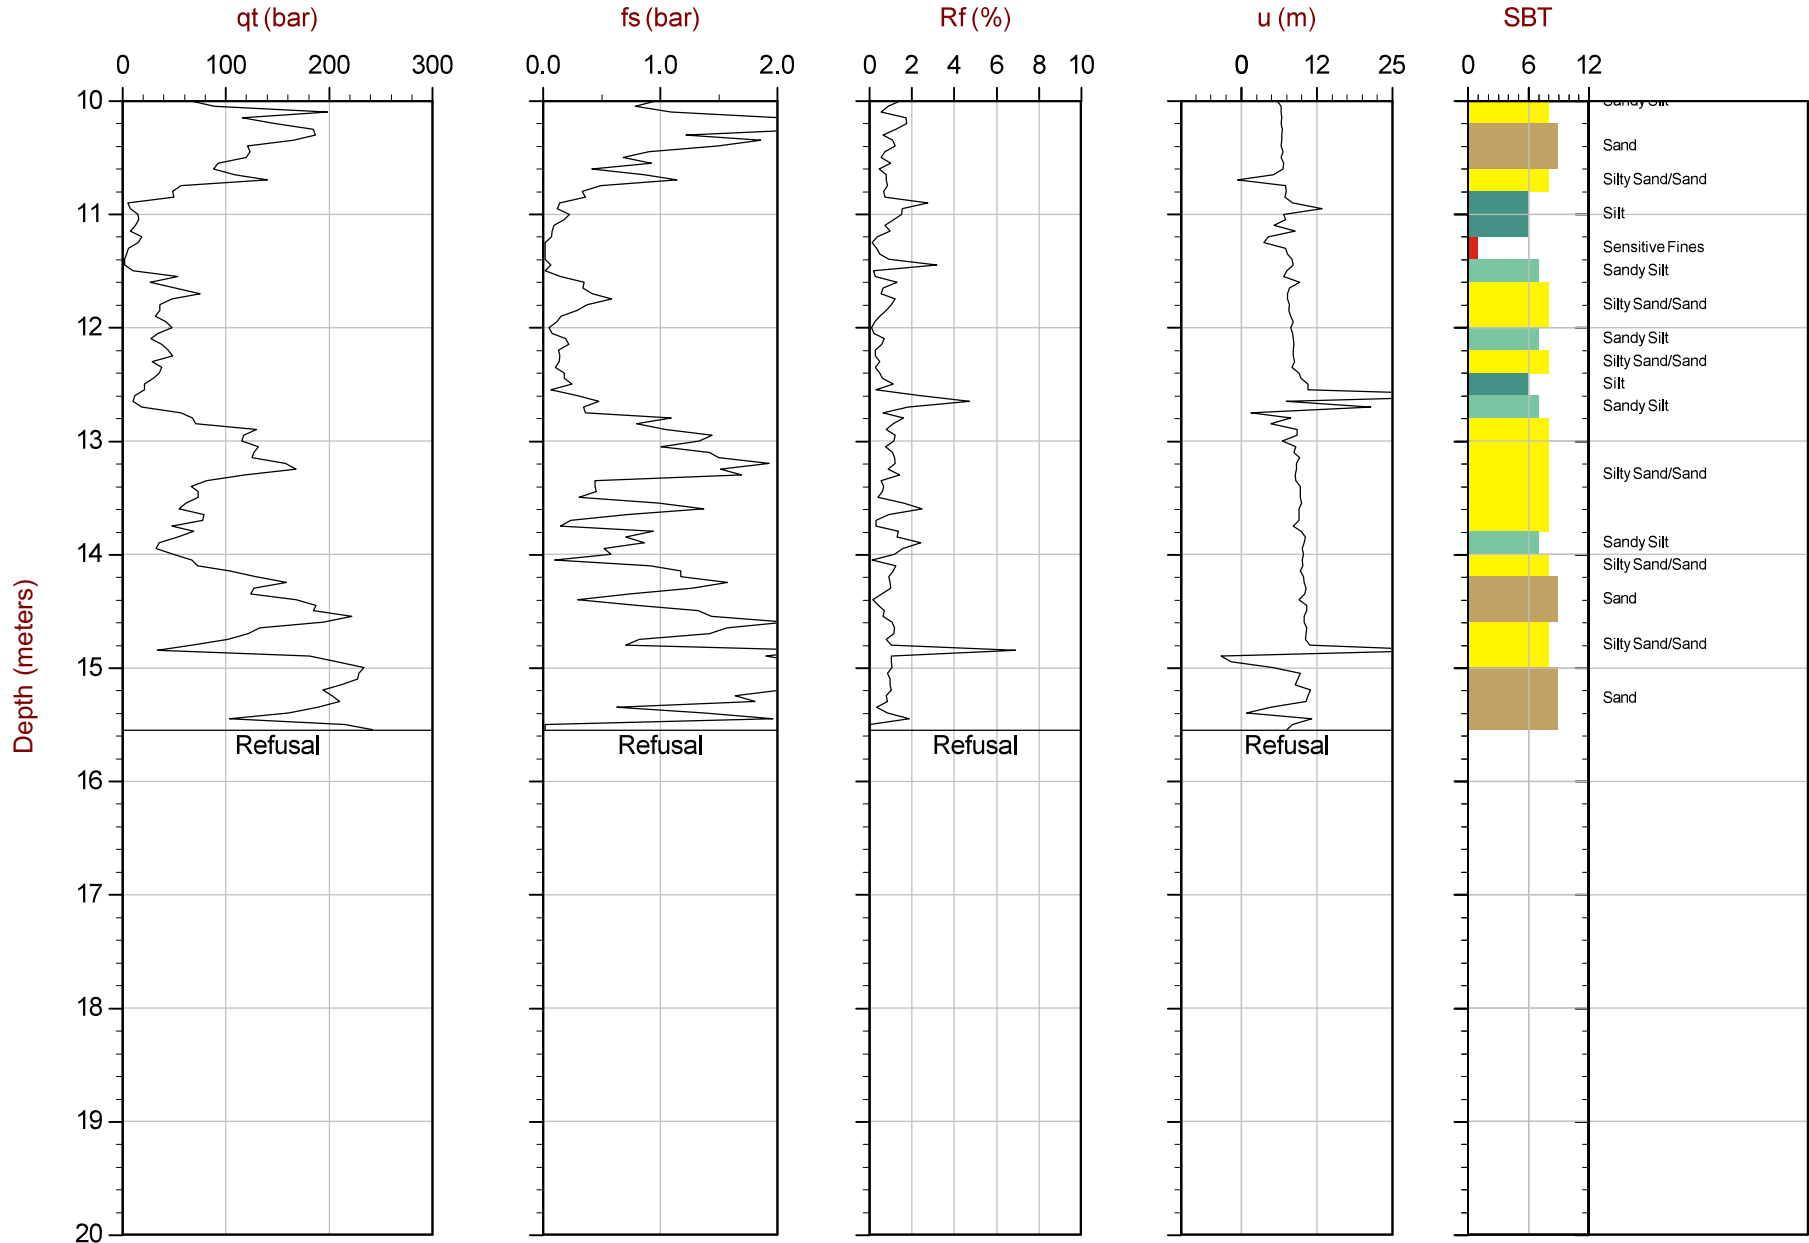 qt (bar) fs (bar) Rf (%) u (m) SBT
0 100 200 300 0.0 1.0 2.0 0 2 4 6 8 10 0 12 25 0 6 12
10
Sandy Silt
Sand
Silty Sand/Sand
11
Silt
Sensitive Fines
Sandy Silt
Silty Sand/Sand
12
Sandy Silt
Silty Sand/Sand
Silt
Sandy Silt
13
Silty Sand/Sand
Sandy Silt
14
Silty Sand/Sand
Sand
Silty Sand/Sand
15
Sand
Depth (meters)
Refusal Refusal Refusal Refusal
16
17
18
19
20